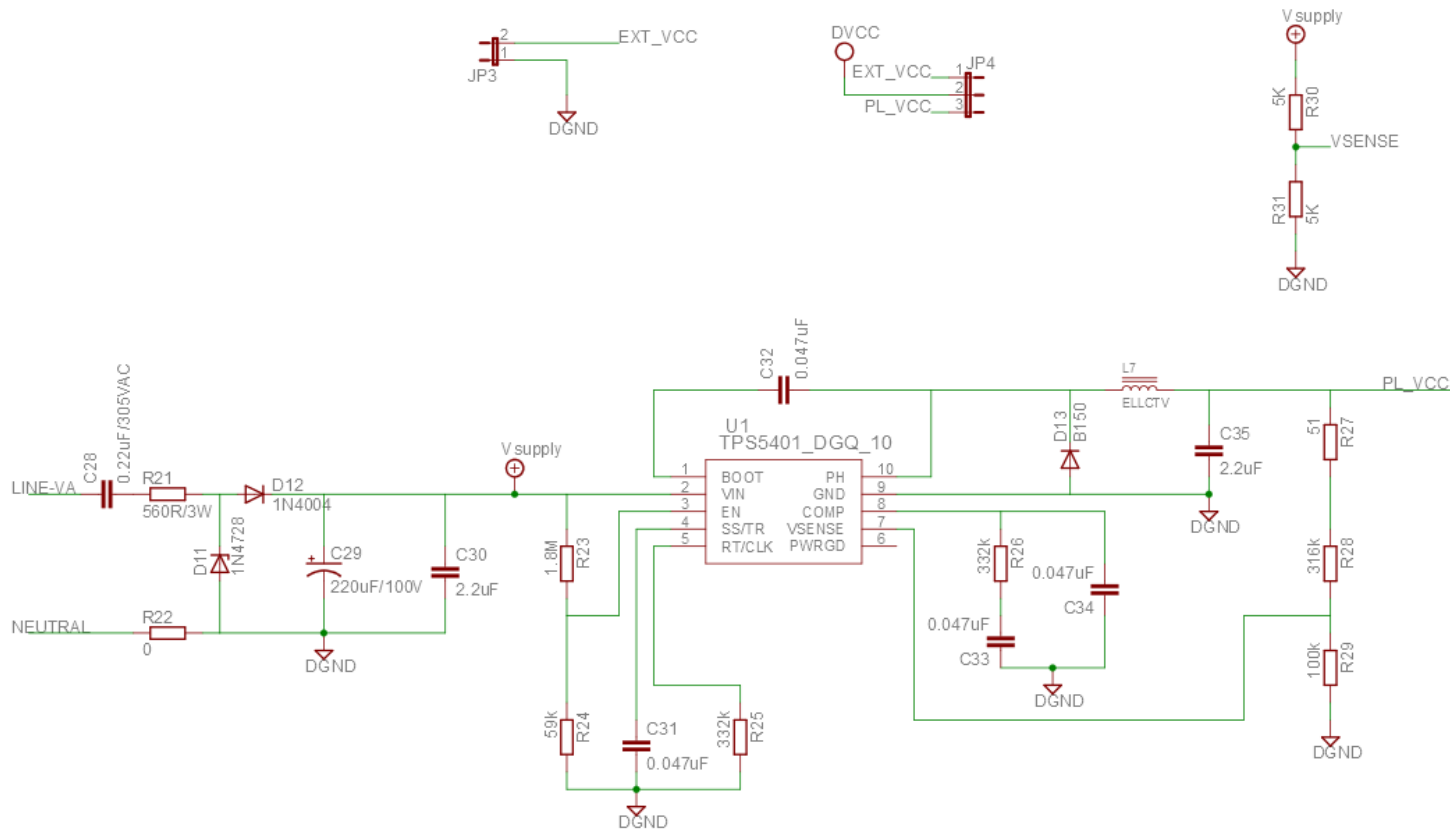 Vsupply
DVCC
2
EXT_VCC
1
JP3
DGND
EXT_VCC
1
JP4
2
PL_VCC
3
5K
R30
VSENSE
R31
5K
DGND
C32
0.047uF
L7
ELLCTV
PL_VCC
D13
B150
C35
2.2uF
51
R27
U1
TPS5401_DGQ_10
1
BOOT
PH
10
2
VIN
GND
9
3
EN
COMP
8
4
SS/TR
VSENSE
7
5
RT/CLK
PWRGD
6
Vsupply
C28
0.22uF/305VAC
LINE-VA
R21
560R/3W
D12
1N4004
D11
1N4728
C29
+
220uF/100V
C30
2.2uF
1.8M
R23
NEUTRAL
R22
0
DGND
DGND
332k
R26
0.047uF
C34
0.047uF
C33
DGND
316k
R28
100k
R29
DGND
59k
R24
C31
0.047uF
332k
R25
DGND